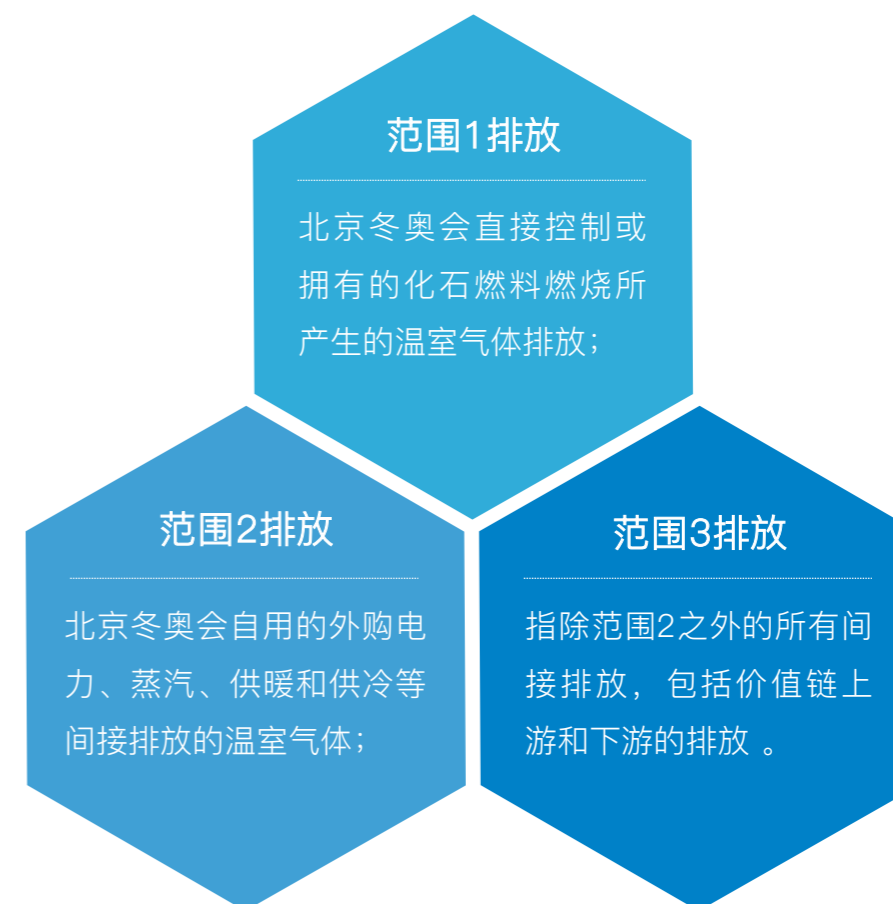 范围1排放
北京冬奥会直接控制或
拥有的化石燃料燃烧所
产生的温室气体排放；
范围2排放
北京冬奥会自用的外购电
力、蒸汽、供暖和供冷等
间接排放的温室气体；
范围3排放
指除范围2之外的所有间
接排放，包括价值链上
游和下游的排放 。